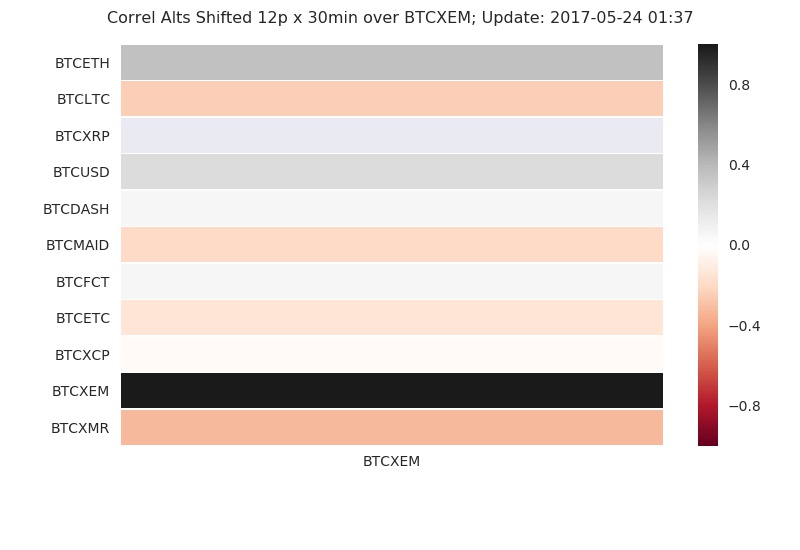 Correl Alts Shifted 12p x 30min over BTCXEM; Update: 2017-05-24 01:37
BTCETH
BTCLTC
BTCXRP
BTCUSD
BTCDASH
BTCMAID
BTCFCT
BTCETC
BTCXCP
BTCXEM
BTCXMR
BTCXEM
0.8
0.4
0.0
−0.4
−0.8